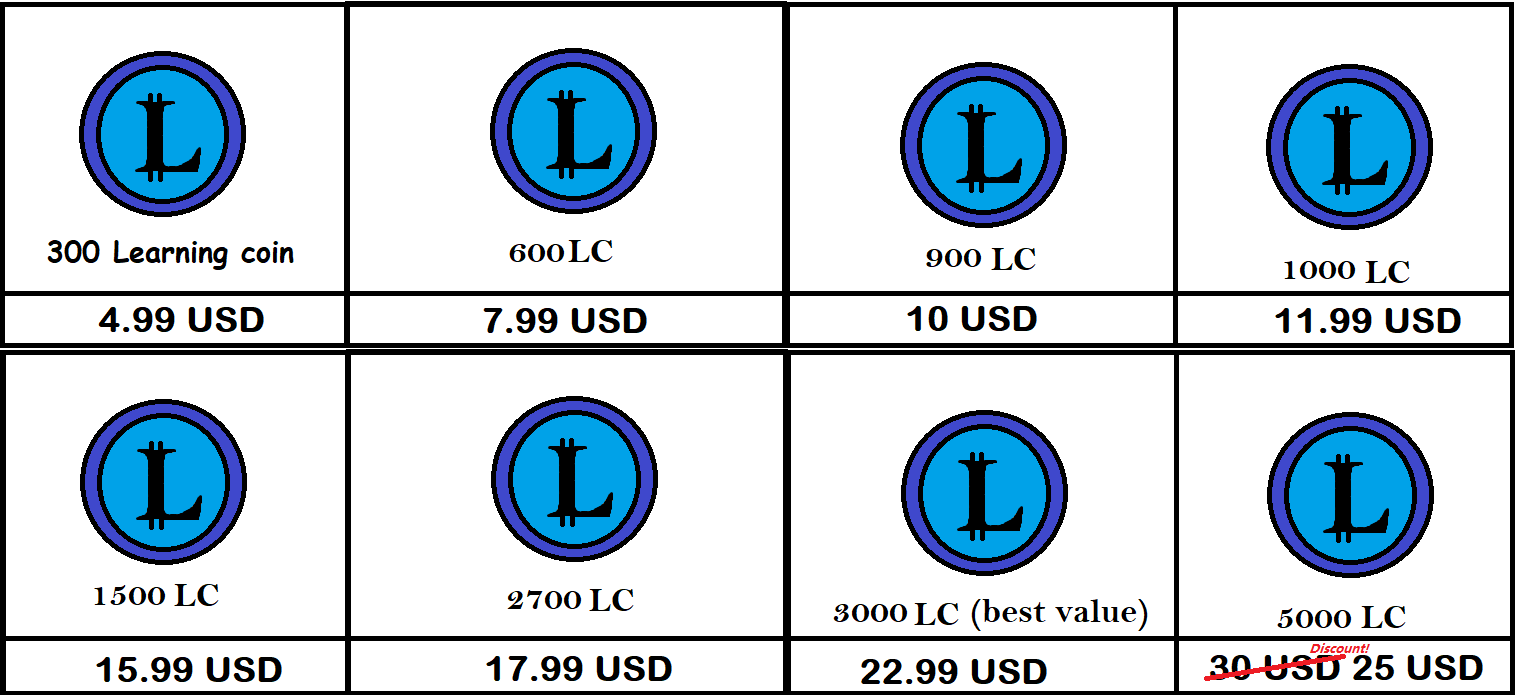 L
L
L
L
300 Learning coin
600 LC
900 LC
1000 LC
4.99 USD
7.99 USD
10 USD
11.99 USD
L
L
L
L
1500 LC
2700 LC
3000 LC (best value)
5000 LC
15.99 USD
17.99 USD
22.99 USD
Discount!
30 USD 25 USD